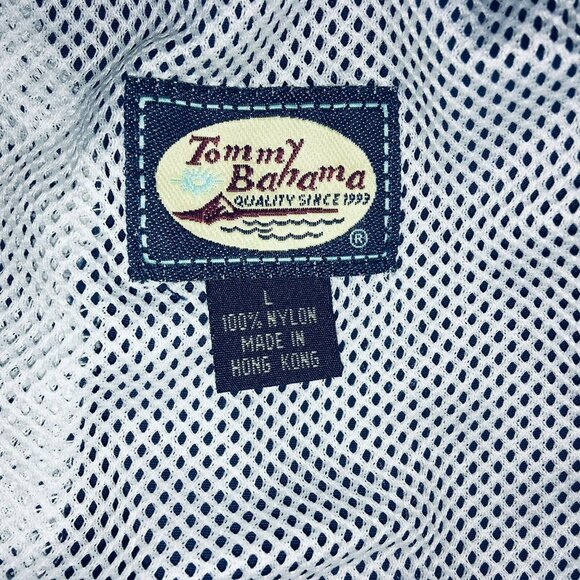 Tommy
Bahama
QUALITY SINCE 1993
®
L
100% NYLON
MADE IN
HONG KONG